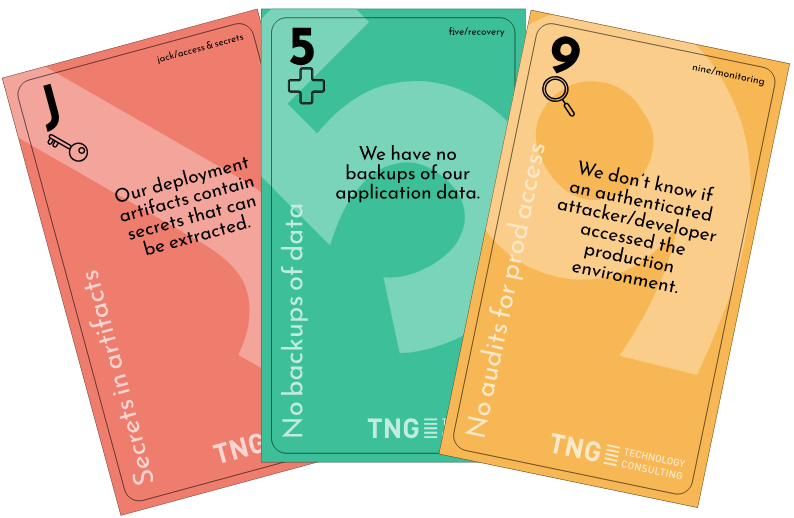 J
jack/access & secrets
Our deployment
artifacts contain
secrets that can
be extracted.
Secrets in artifacts
TNG
5
five/recovery
We have no
backups of our
application data.
No backups of data
TNG
9
nine/monitoring
We don't know if
an authenticated
attacker/developer
accessed the
production
environment.
No audits for prod access
TNG TECHNOLOGY
CONSULTING